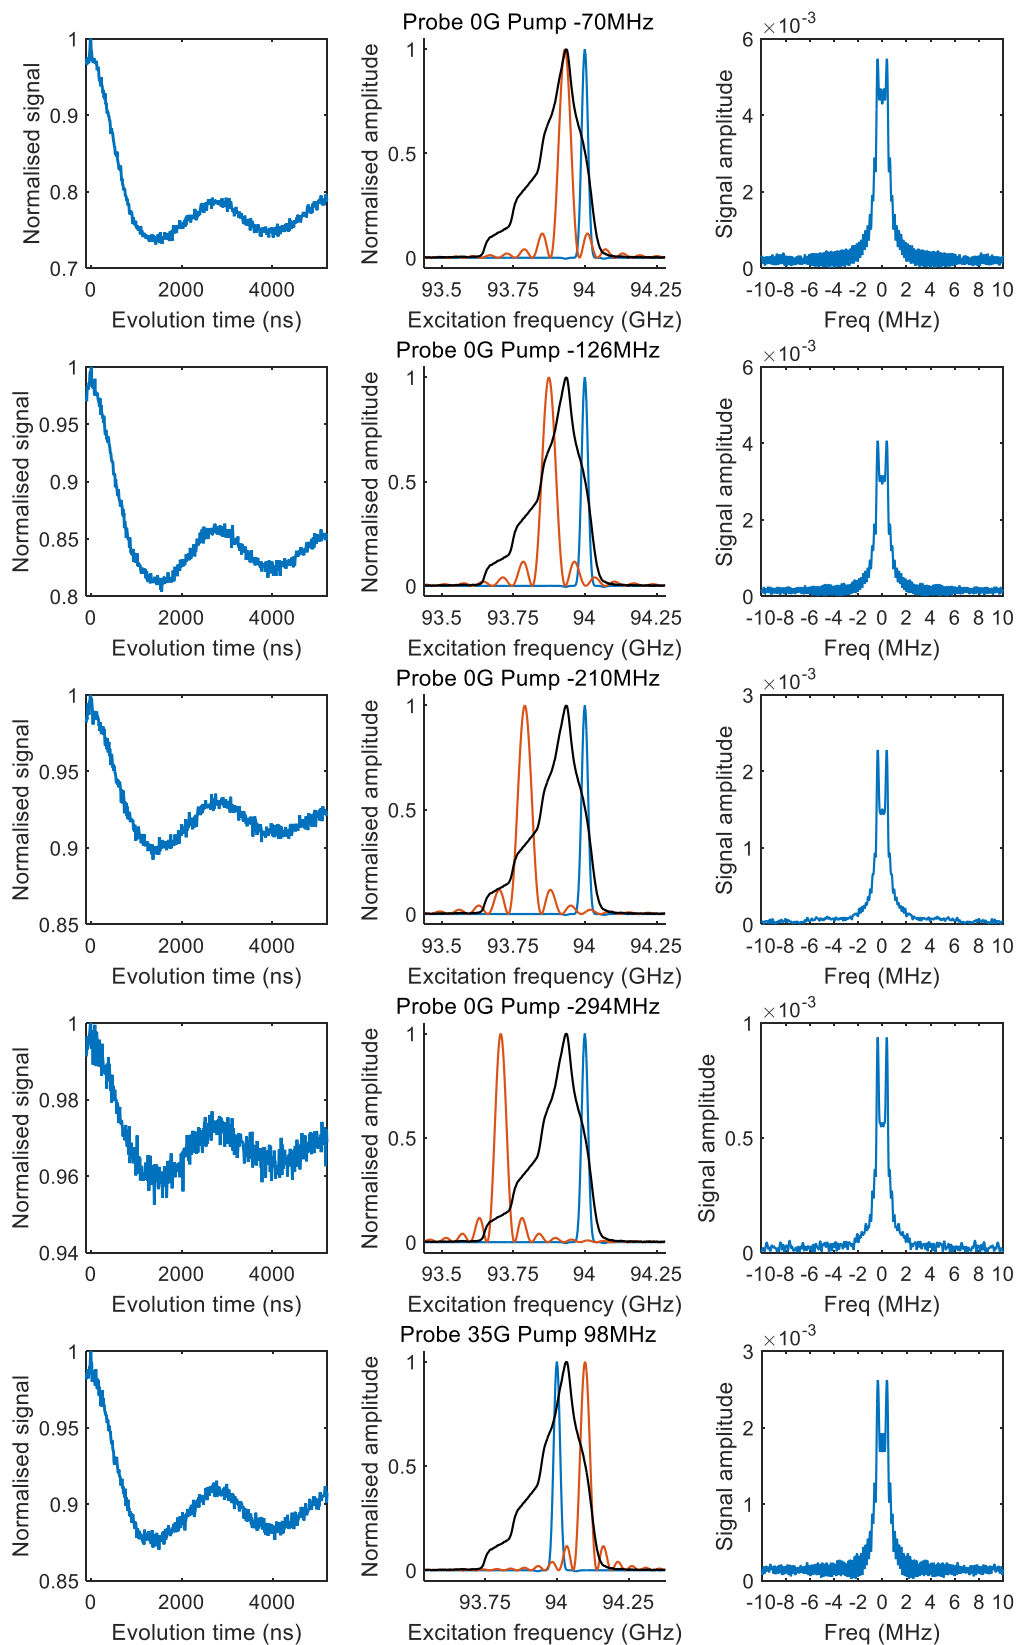 Probe 0G Pump -70MHz
Normalised signal
1
0.9
0.8
0.7
0 2000 4000
Evolution time (ns)
Normalised amplitude
1
0.5
0
93.5 93.75 94 94.25
Excitation frequency (GHz)
Signal amplitude
×10-3
6
4
2
0
-10 -8 -6 -4 -2 0 2 4 6 8 10
Freq (MHz)
Probe 0G Pump -126MHz
Normalised signal
1
0.95
0.9
0.85
0.8
0 2000 4000
Evolution time (ns)
Normalised amplitude
1
0.5
0
93.5 93.75 94 94.25
Excitation frequency (GHz)
Signal amplitude
×10-3
6
4
2
0
-10 -8 -6 -4 -2 0 2 4 6 8 10
Freq (MHz)
Probe 0G Pump -210MHz
Normalised signal
1
0.95
0.9
0.85
0 2000 4000
Evolution time (ns)
Normalised amplitude
1
0.5
0
93.5 93.75 94 94.25
Excitation frequency (GHz)
Signal amplitude
×10-3
3
2
1
0
-10 -8 -6 -4 -2 0 2 4 6 8 10
Freq (MHz)
Probe 0G Pump -294MHz
Normalised signal
1
0.98
0.96
0.94
0 2000 4000
Evolution time (ns)
Normalised amplitude
1
0.5
0
93.5 93.75 94 94.25
Excitation frequency (GHz)
Signal amplitude
×10-3
1
0.5
0
-10 -8 -6 -4 -2 0 2 4 6 8 10
Freq (MHz)
Probe 35G Pump 98MHz
Normalised signal
1
0.95
0.9
0.85
0 2000 4000
Evolution time (ns)
Normalised amplitude
1
0.5
0
93.75 94 94.25
Excitation frequency (GHz)
Signal amplitude
×10-3
3
2
1
0
-10 -8 -6 -4 -2 0 2 4 6 8 10
Freq (MHz)